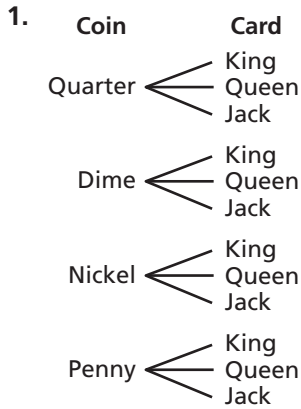 1.
Coin Card
King
Quarter Queen
Jack
King
Dime Queen
Jack
King
Nickel Queen
Jack
King
Penny Queen
Jack